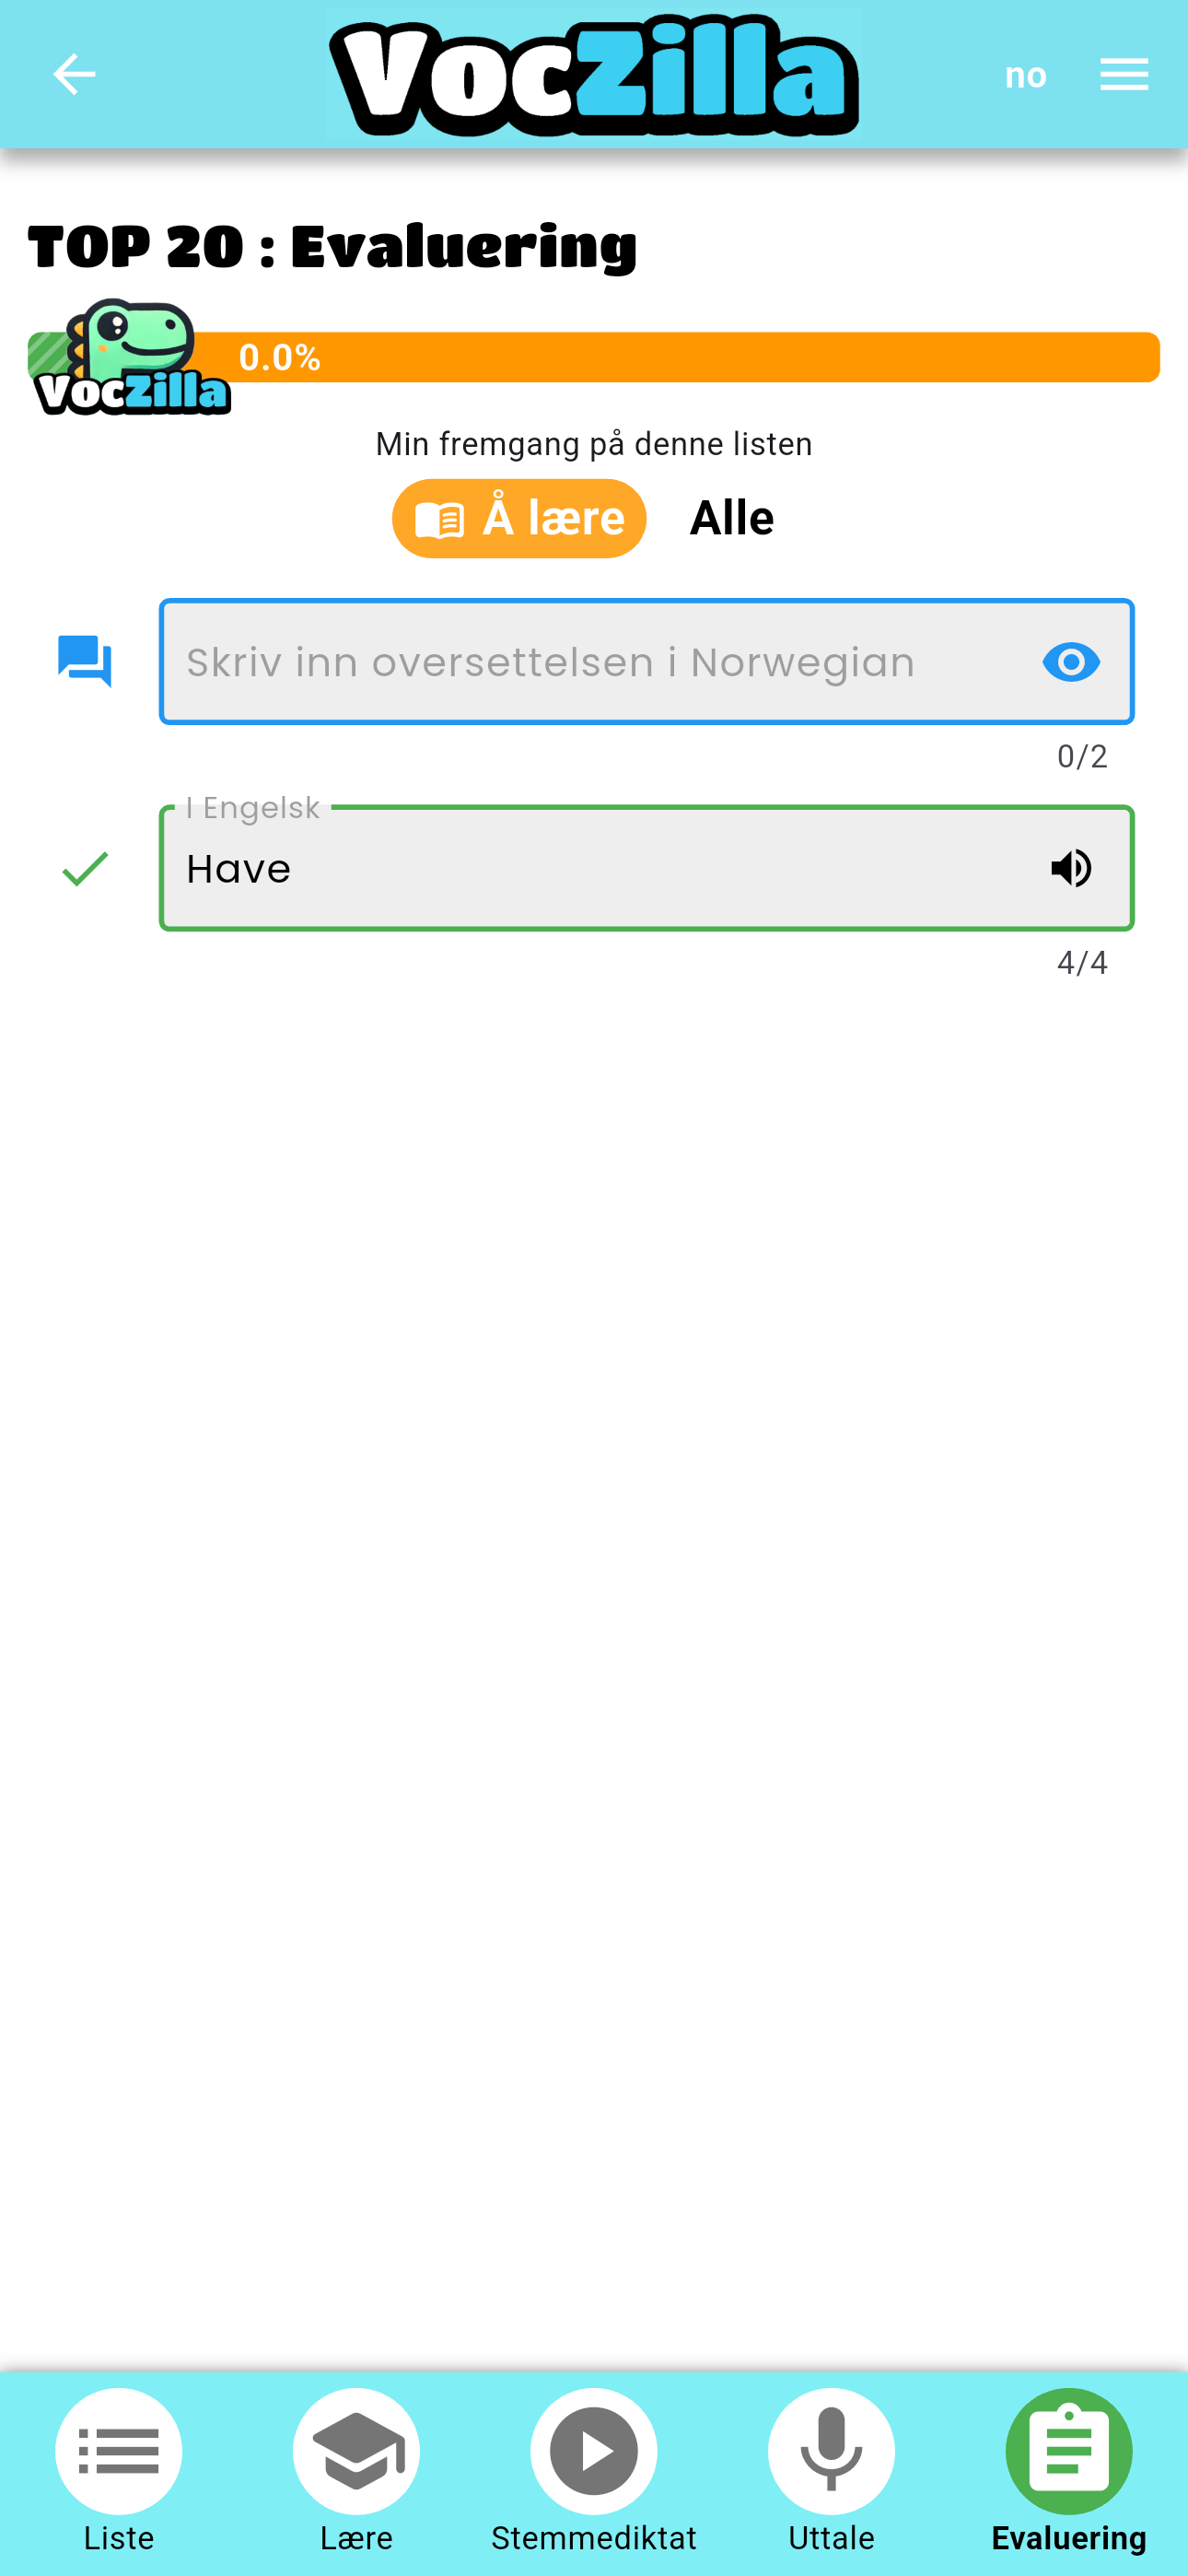 VocZilla
no
TOP 20 : Evaluering
VocZilla
0.0%
Min fremgang på denne listen
Å lære
Alle
Skriv inn oversettelsen i Norwegian
0/2
I Engelsk
Have
4/4
Liste
Lære
Stemmediktat
Uttale
Evaluering